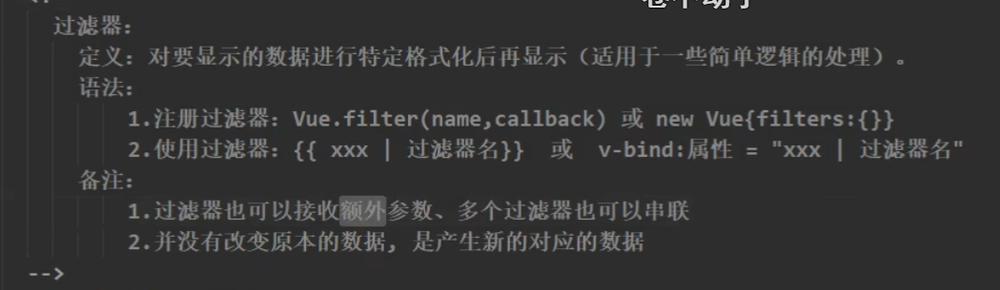 过滤器：
定义：对要显示的数据进行特定格式化后再显示（适用于一些简单逻辑的处理）。
语法：
1.注册过滤器：Vue.filter(name,callback) 或 new Vue{filters:{}}
2.使用过滤器：{{ xxx | 过滤器名}} 或 v-bind:属性 = "xxx | 过滤器名"
备注：
1.过滤器也可以接收额外参数、多个过滤器也可以串联
2.并没有改变原本的数据, 是产生新的对应的数据
-->